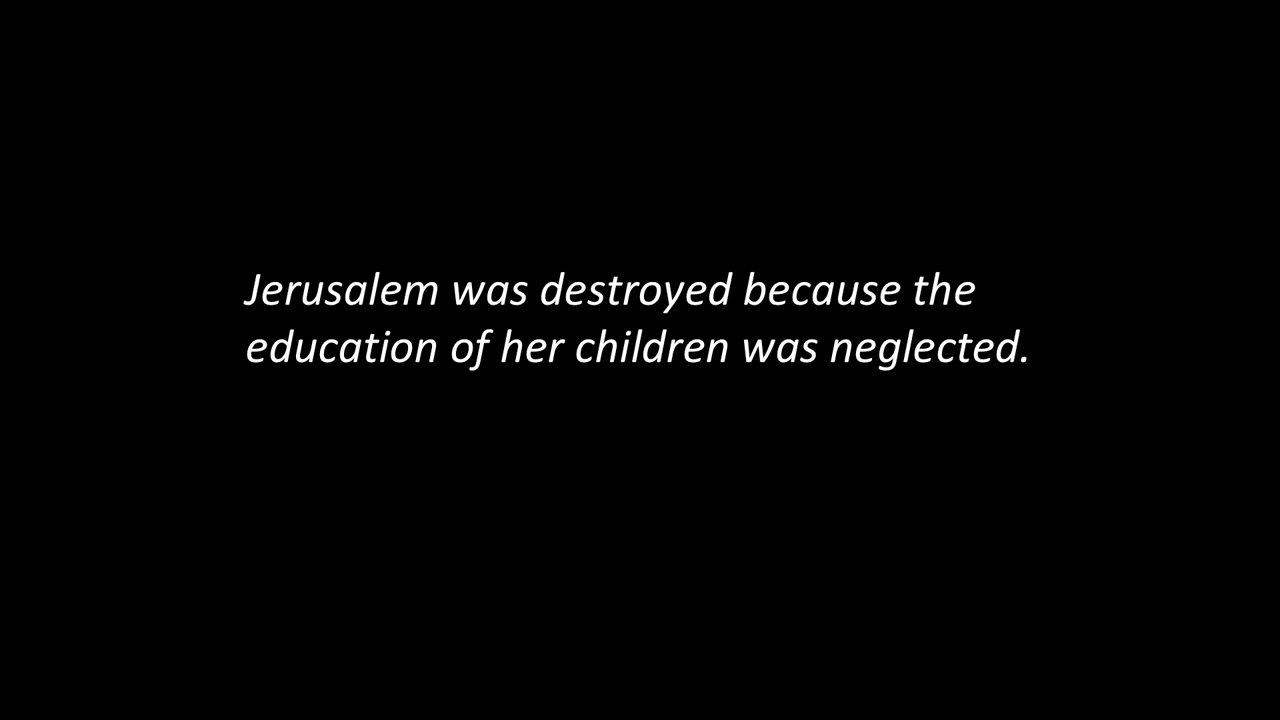 Jerusalem was destroyed because the
education of her children was neglected.